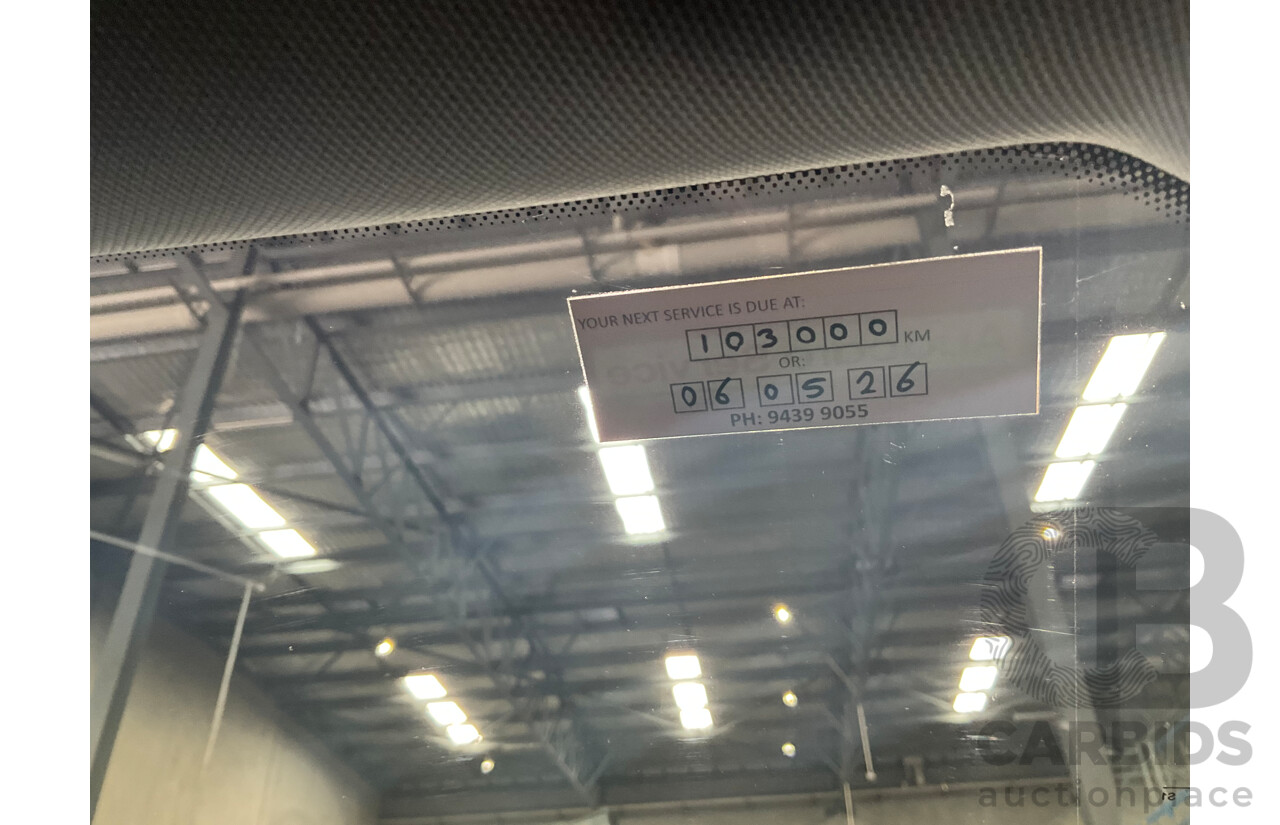 YOUR NEXT SERVICE IS DUE AT:
103000 KM
OR:
06 05 26
PH: 9439 9055
CARBIDS
auctionplace